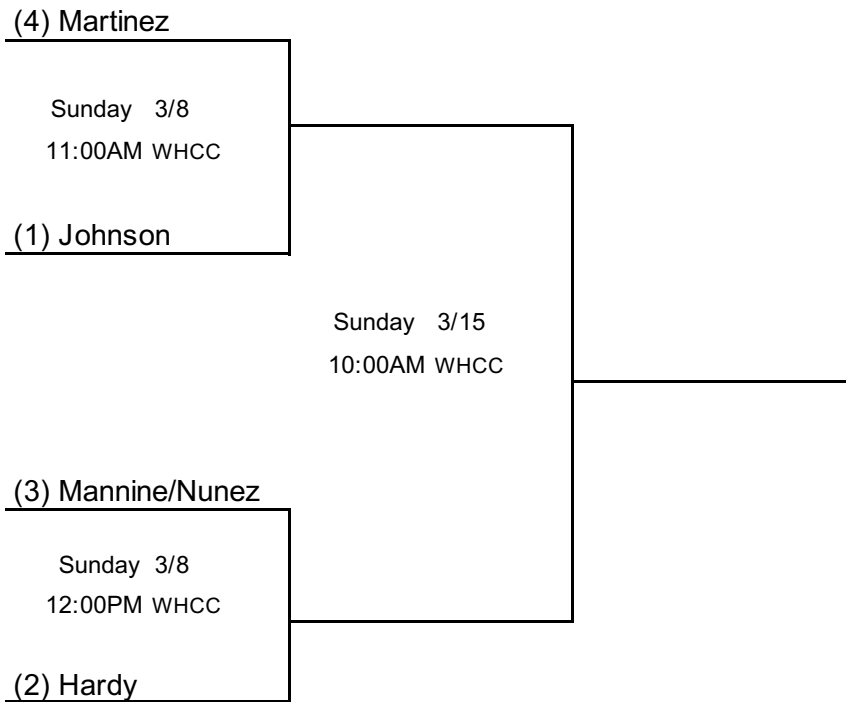 (4) Martinez
Sunday 3/8
11:00AM WHCC
(1) Johnson
Sunday 3/15
10:00AM WHCC
(3) Mannine/Nunez
Sunday 3/8
12:00PM WHCC
(2) Hardy